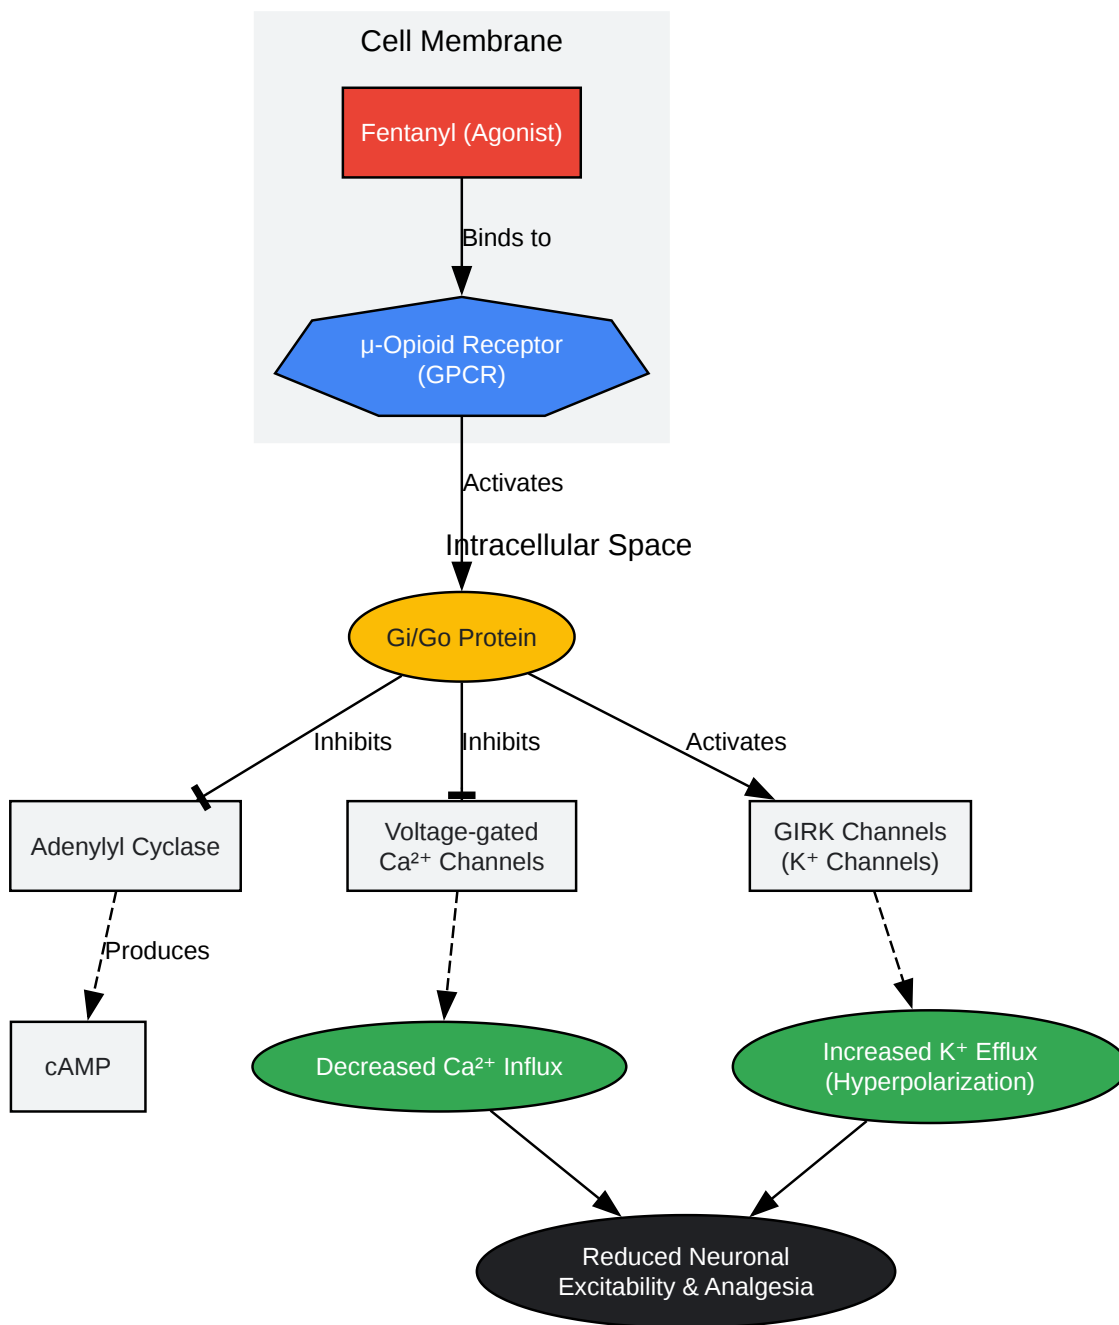 Cell Membrane
Fentanyl (Agonist)
Binds to
μ-Opioid Receptor
(GPCR)
Activates
Intracellular Space
Gi/Go Protein
Inhibits
Inhibits
Activates
Adenylyl Cyclase
Voltage-gated
Ca²⁺ Channels
GIRK Channels
(K⁺ Channels)
Produces
cAMP
Decreased Ca²⁺ Influx
Increased K⁺ Efflux
(Hyperpolarization)
Reduced Neuronal
Excitability & Analgesia